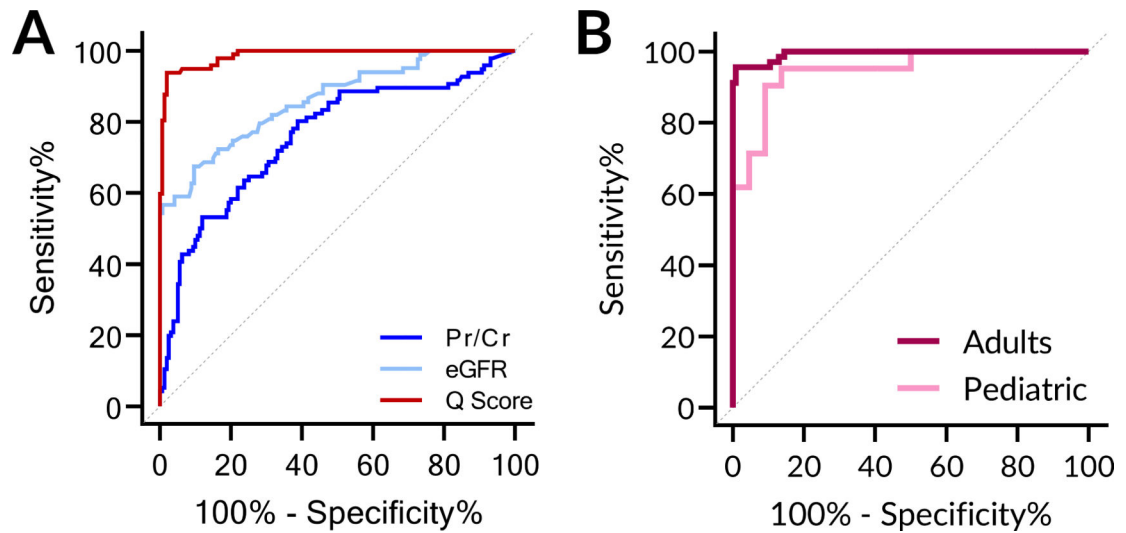 A
Sensitivity%
100
80
60
40
20
0
Pr/Cr
eGFR
Q Score
0 20 40 60 80 100
100% - Specificity%
B
Sensitivity%
100
80
60
40
20
0
Adults
Pediatric
0 20 40 60 80 100
100% - Specificity%